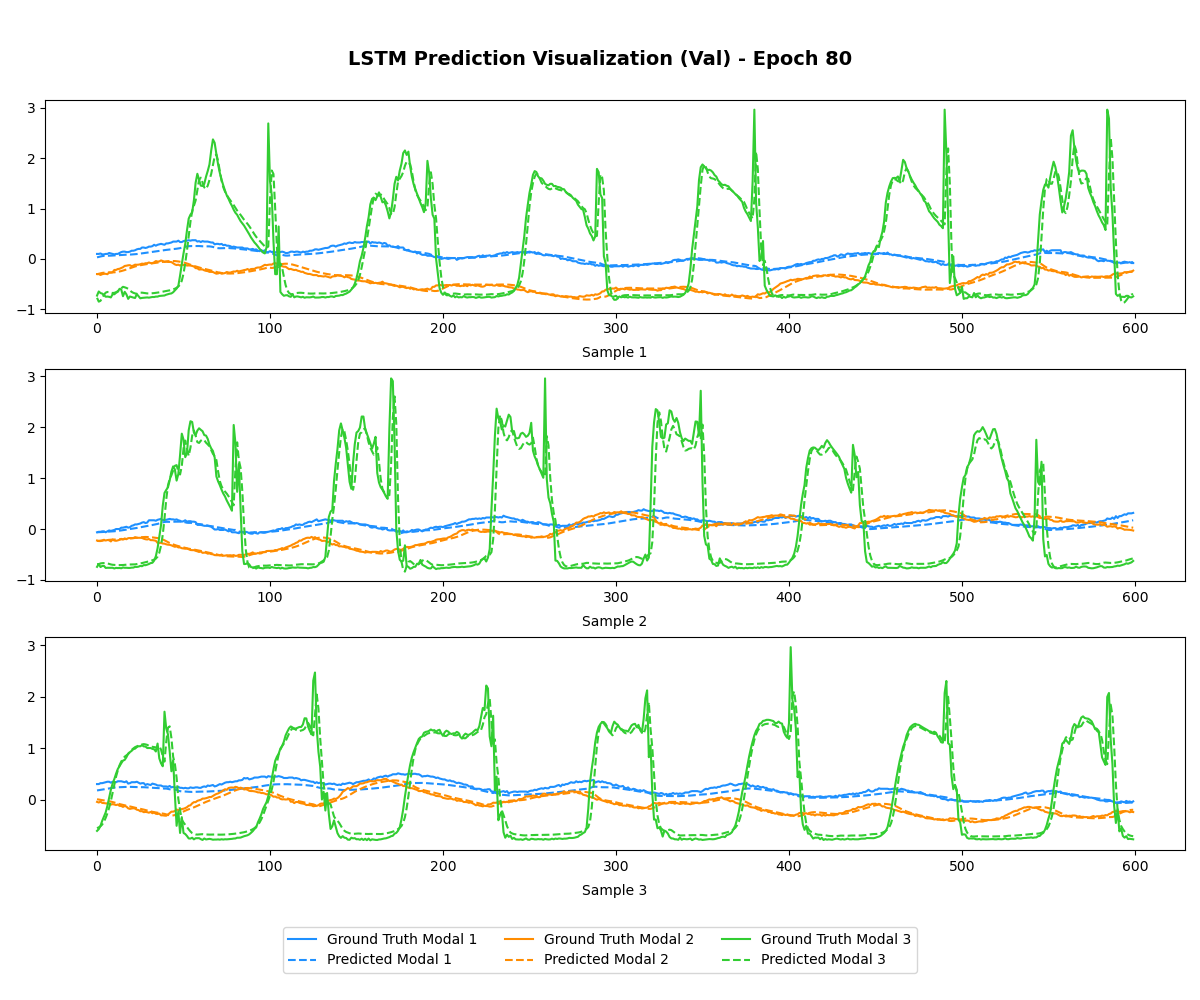 LSTM Prediction Visualization (Val) - Epoch 80
3
2
1
0
−1
0 100 200 300 400 500 600
Sample 1
3
2
1
0
−1
0 100 200 300 400 500 600
Sample 2
3
2
1
0
0 100 200 300 400 500 600
Sample 3
Ground Truth Modal 1 Ground Truth Modal 2 Ground Truth Modal 3
Predicted Modal 1 Predicted Modal 2 Predicted Modal 3